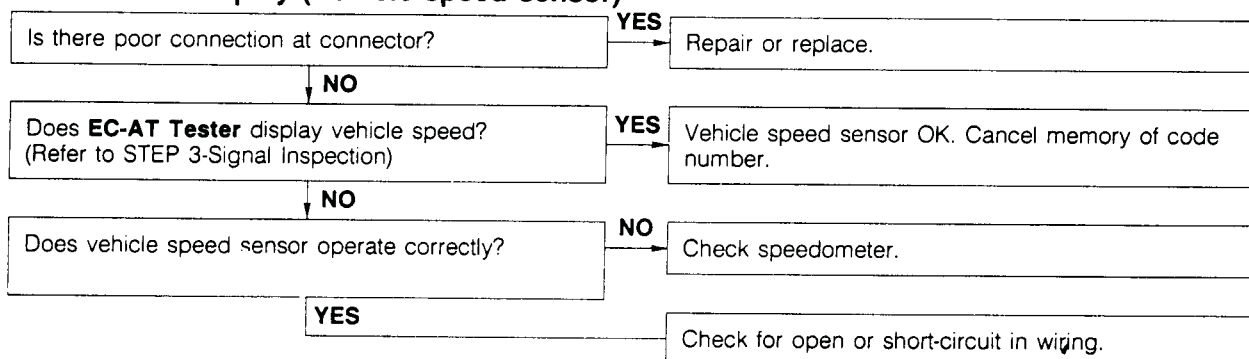 Is there poor connection at connector?
YES
Repair or replace.
NO
Does EC-AT Tester display vehicle speed?
(Refer to STEP 3-Signal Inspection)
YES
Vehicle speed sensor OK. Cancel memory of code
number.
NO
Does vehicle speed sensor operate correctly?
NO
Check speedometer.
YES
Check for open or short-circuit in wiring.